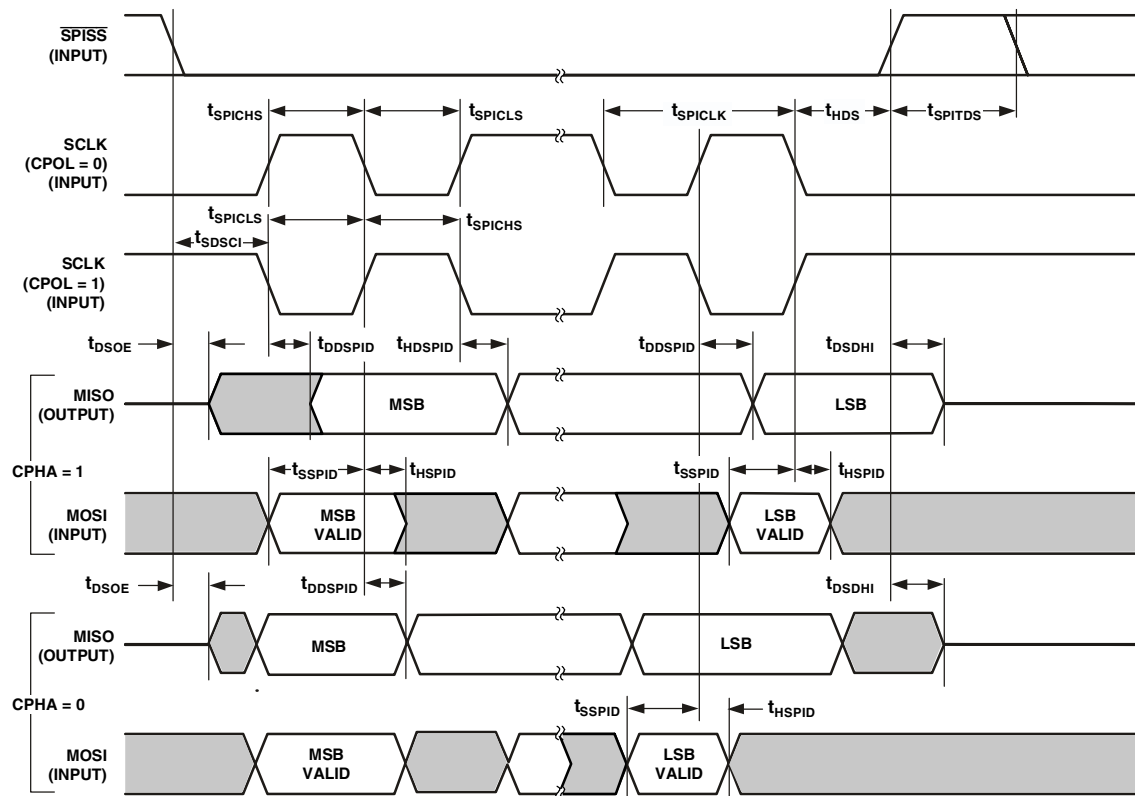 SPISS
(INPUT)
tSPICHS
tSPICLS
tSPICLK
tHDS
tSPITDS
SCLK
(CPOL = 0)
(INPUT)
tSPICLS
tSPICHS
tSDSCI
SCLK
(CPOL = 1)
(INPUT)
tDSOE
tDDSPID
tHDSPID
tDDSPID
tDSDHI
MISO
(OUTPUT)
MSB
LSB
CPHA = 1
tSSPID
tHSPID
tSSPID
tHSPID
MOSI
(INPUT)
MSB
VALID
LSB
VALID
tDSOE
tDDSPID
tDSDHI
MISO
(OUTPUT)
MSB
LSB
CPHA = 0
tSSPID
tHSPID
MOSI
(INPUT)
MSB
VALID
LSB
VALID